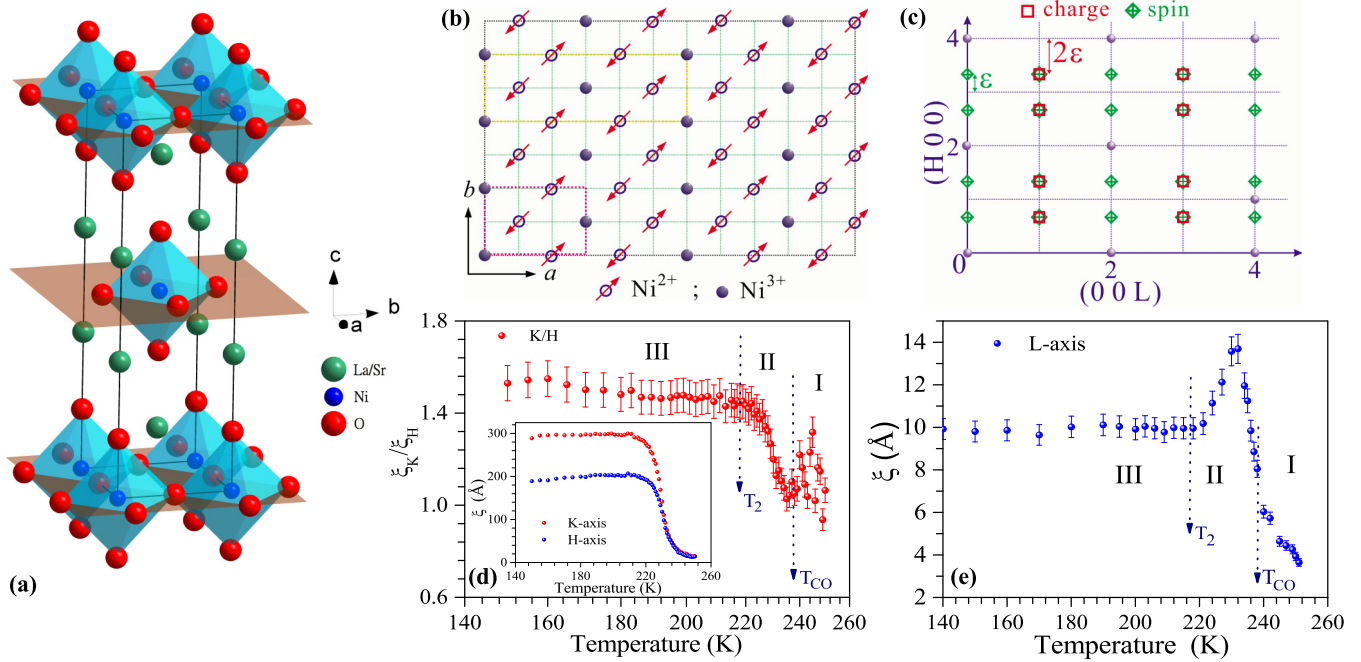 (a)
c
b
a
La/Sr
Ni
O
(b)
b
a
Ni2+ ; Ni3+
(c)
charge spin
4
2ε
ε
2
0 2 4
(H 0 0)
(0 0 L)
1.8
1.4
1.0
0.6
ξK/ξH
K/H
III II I
T2
TCO
300
200
100
0
ξ (Å)
K-axis
H-axis
140 180 220 260
Temperature (K)
(d)
140 160 180 200 220 240 260
Temperature (K)
14
12
10
8
6
4
2
ξ (Å)
L-axis
III II I
T2
TCO
(e)
140 160 180 200 220 240 260
Temperature (K)